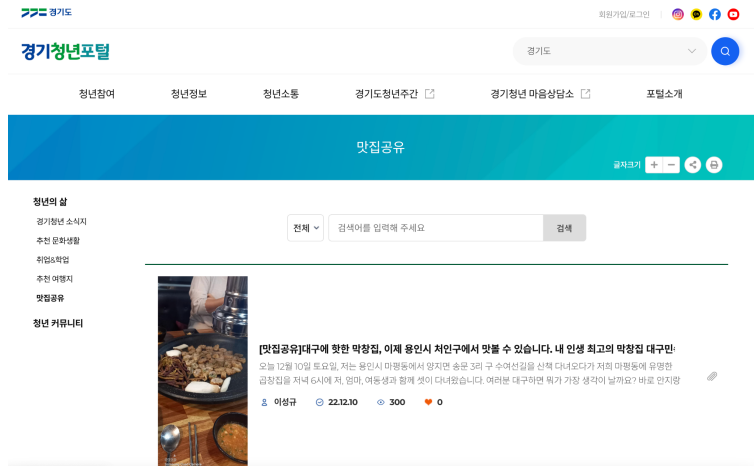 경기도
회원가입/로그인
경기청년포털
경기도
청년참여 청년정보 청년소통 경기도청년주간 경기청년 마음상담소 포털소개
맛집공유
글자크기 + −
청년의 삶
경기청년 소식지
추천 문화생활
취업&학업
추천 여행지
맛집공유
청년 커뮤니티
전체 검색어를 입력해 주세요 검색
[맛집공유]대구에 핫한 막창집, 이제 용인시 처인구에서 맛볼 수 있습니다. 내 인생 최고의 막창집
오늘 12월 10일 토요일, 저는 용인시 마평동에서 양지면 송문 3리 구 수여선길을 산책 다녀오다가 저희 마평동에 유명한
곱창집을 저녁 6시에 저, 엄마, 여동생과 함께 셋이 다녀왔습니다. 여러분 대구하면 뭐가 가장 생각이 날까요? 바로 안지랑
이성규 22.12.10 300 0